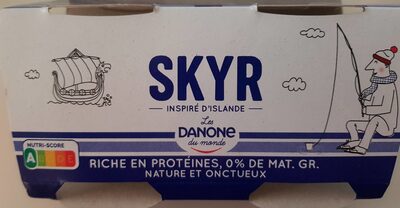 SKYR
INSPIRÉ D'ISLANDE
Les
DANONE
du monde
NUTRI-SCORE
A
RICHE EN PROTÉINES, 0% DE MAT. GR.
NATURE ET ONCTUEUX